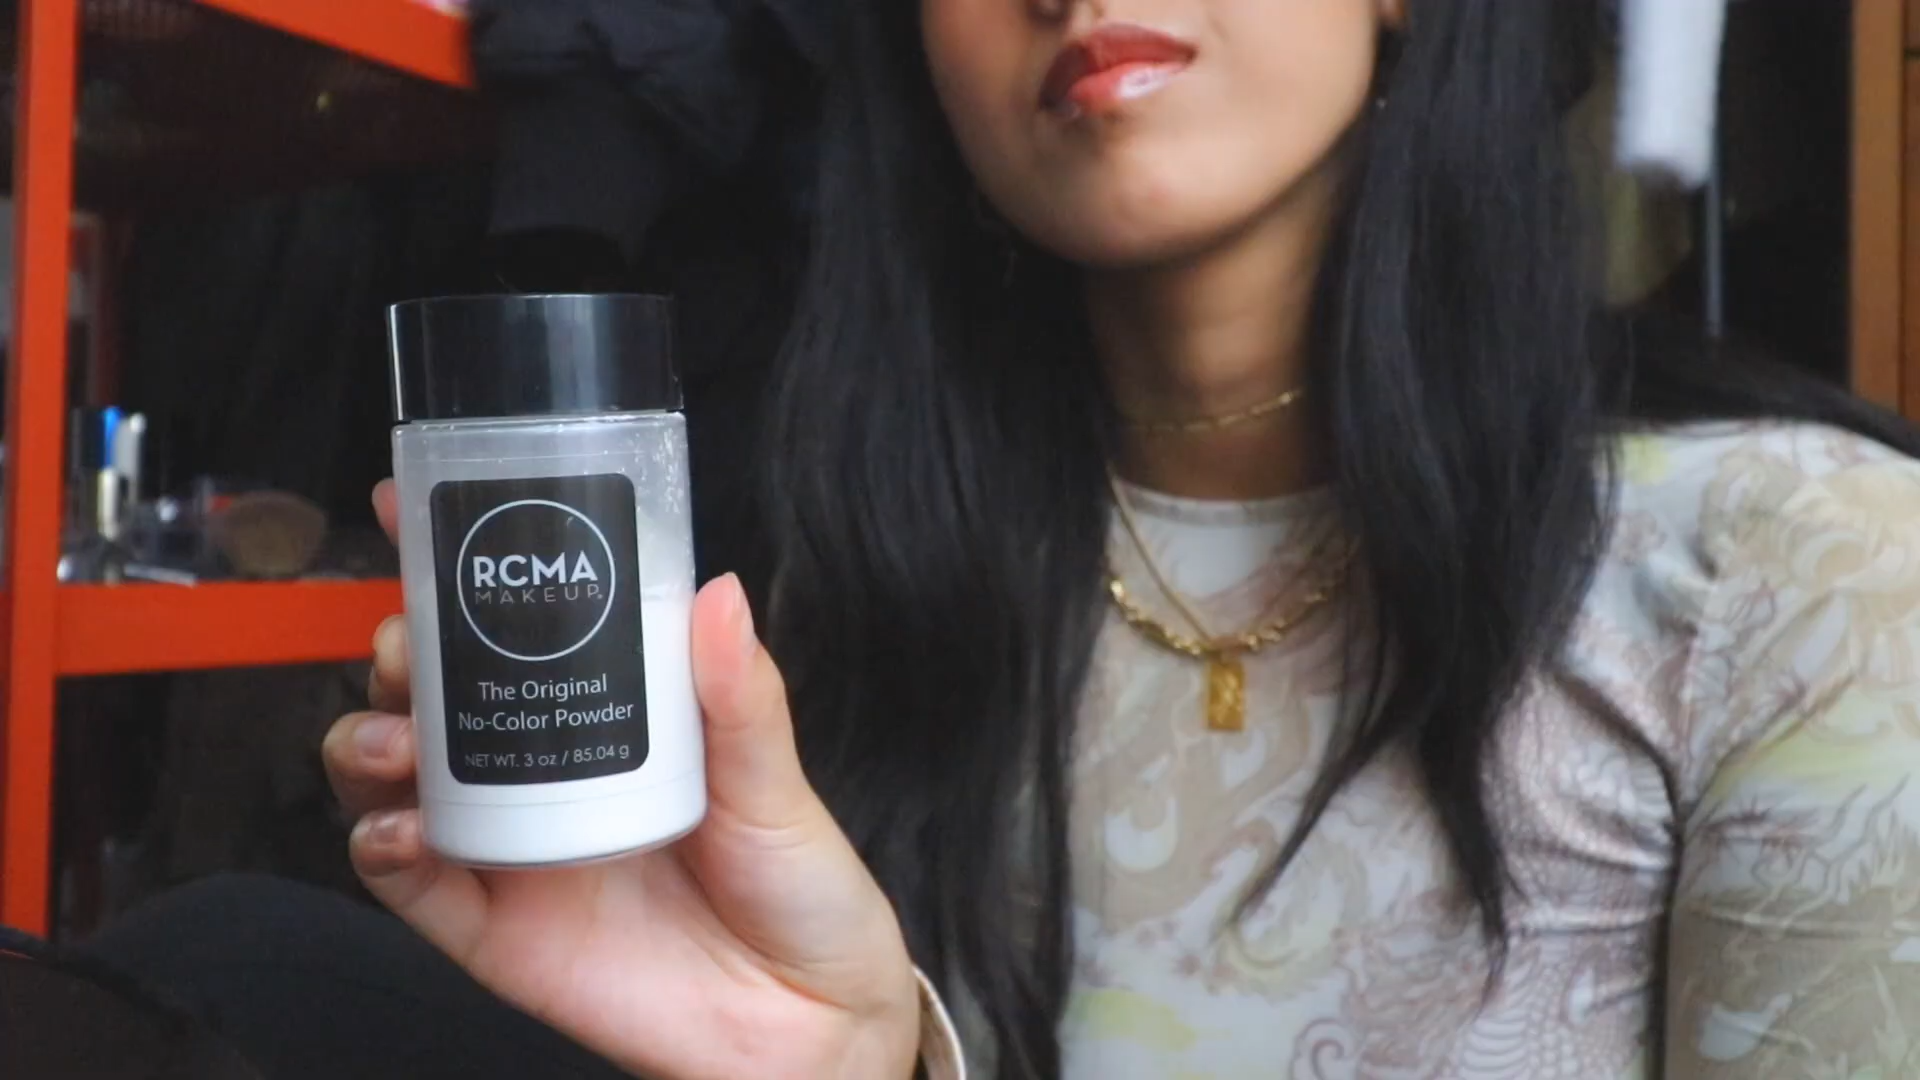 RCMA
MAKEUP®
The Original
No-Color Powder
NET WT. 3 oz / 85.04 g